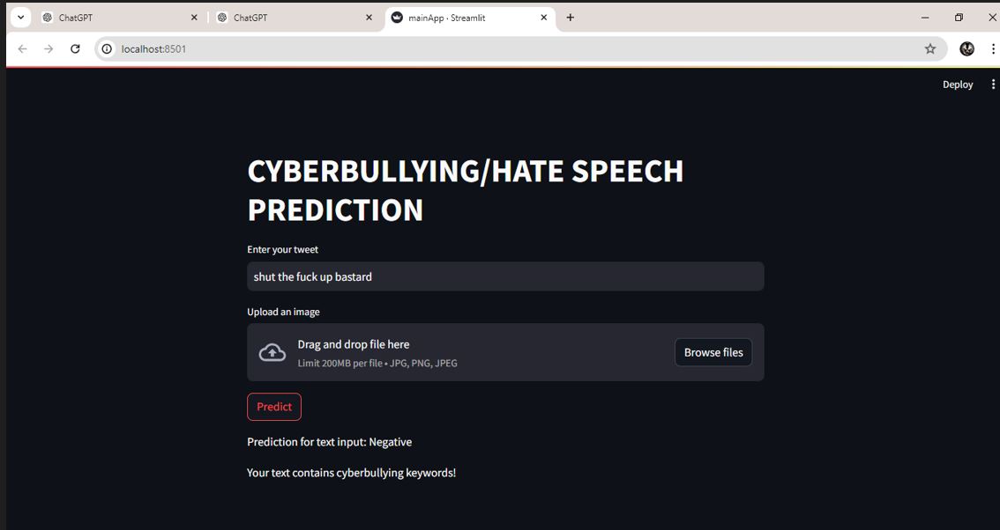 ChatGPT
ChatGPT
mainApp · Streamlit
localhost:8501
Deploy
CYBERBULLYING/HATE SPEECH
PREDICTION
Enter your tweet
shut the fuck up bastard
Upload an image
Drag and drop file here
Limit 200MB per file • JPG, PNG, JPEG
Browse files
Predict
Prediction for text input: Negative
Your text contains cyberbullying keywords!